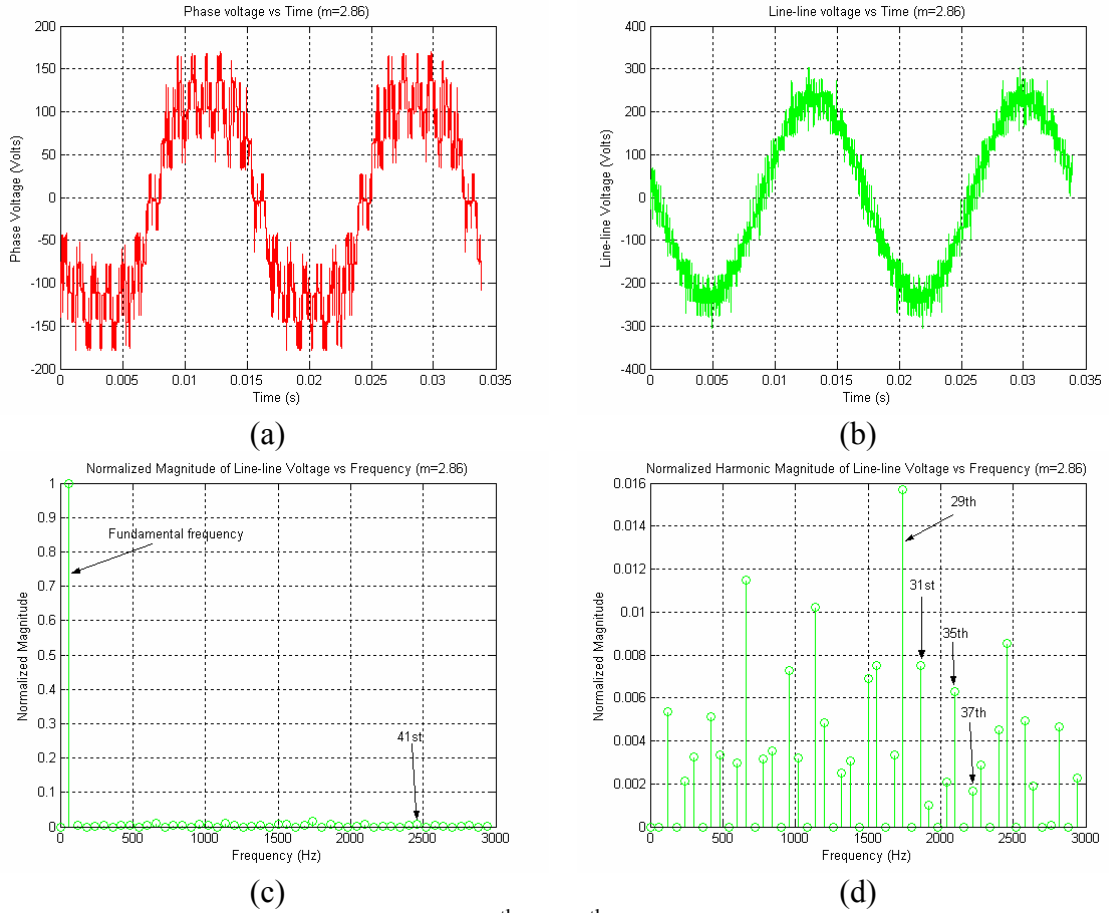 Phase voltage vs Time (m=2.86)
200
150
100
50
0
-50
-100
-150
-200
Phase Voltage (Volts)
0
0.005
0.01
0.015
0.02
0.025
0.03
0.035
Time (s)
(a)
Line-line voltage vs Time (m=2.86)
400
300
200
100
0
-100
-200
-300
-400
Line-line Voltage (Volts)
0
0.005
0.01
0.015
0.02
0.025
0.03
0.035
Time (s)
(b)
Normalized Magnitude of Line-line Voltage vs Frequency (m=2.86)
1
0.9
0.8
0.7
0.6
0.5
0.4
0.3
0.2
0.1
0
Normalized Magnitude
Fundamental frequency
41st
0
500
1000
1500
2000
2500
3000
Frequency (Hz)
(c)
Normalized Harmonic Magnitude of Line-line Voltage vs Frequency (m=2.86)
0.016
0.014
0.012
0.01
0.008
0.006
0.004
0.002
0
Normalized Magnitude
29th
31st
35th
37th
0
500
1000
1500
2000
2500
3000
Frequency (Hz)
(d)
th
th